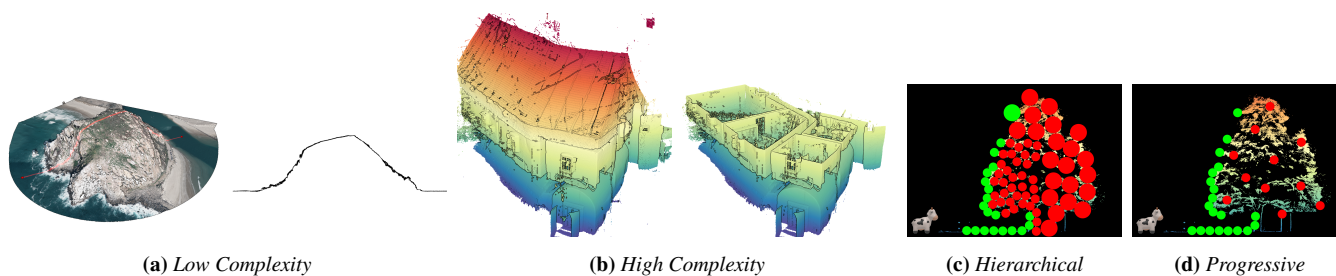 (a) Low Complexity
(b) High Complexity
(c) Hierarchical
(d) Progressive